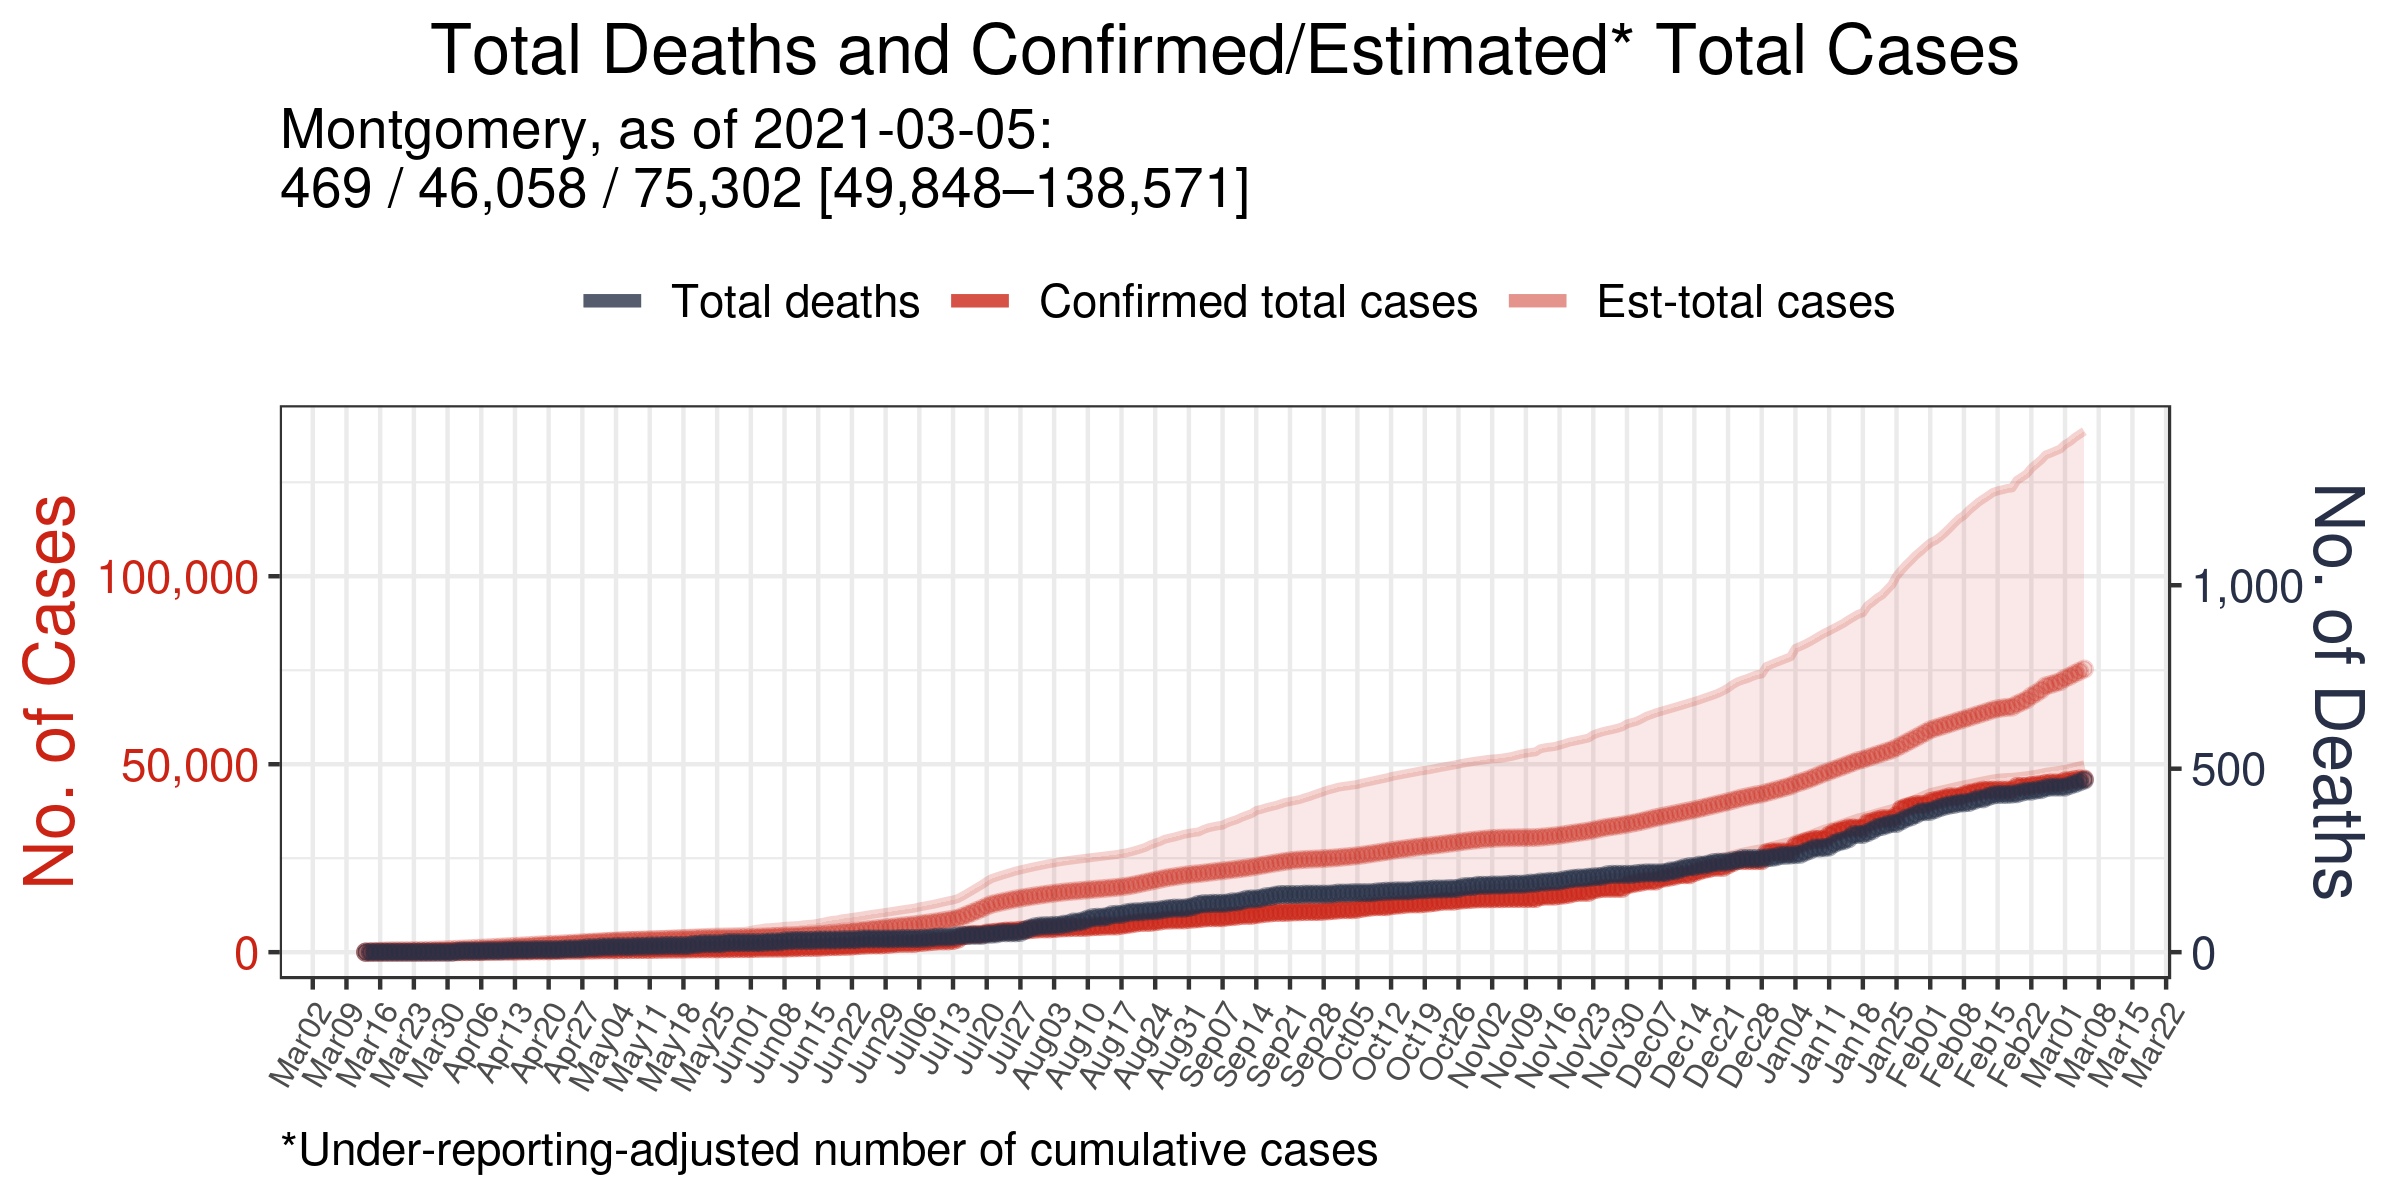 Total Deaths and Confirmed/Estimated* Total Cases
Montgomery, as of 2021-03-05:
469 / 46,058 / 75,302 [49,848–138,571]
Total deaths
Confirmed total cases
Est-total cases
No. of Cases
100,000
50,000
0
No. of Deaths
1,000
500
0
Mar02
Mar09
Mar16
Mar23
Mar30
Apr06
Apr13
Apr20
Apr27
May04
May11
May18
May25
Jun01
Jun08
Jun15
Jun22
Jun29
Jul06
Jul13
Jul20
Jul27
Aug03
Aug10
Aug17
Aug24
Aug31
Sep07
Sep14
Sep21
Sep28
Oct05
Oct12
Oct19
Oct26
Nov02
Nov09
Nov16
Nov23
Nov30
Dec07
Dec14
Dec21
Dec28
Jan04
Jan11
Jan18
Jan25
Feb01
Feb08
Feb15
Feb22
Mar01
Mar08
Mar15
Mar22
*Under-reporting-adjusted number of cumulative cases